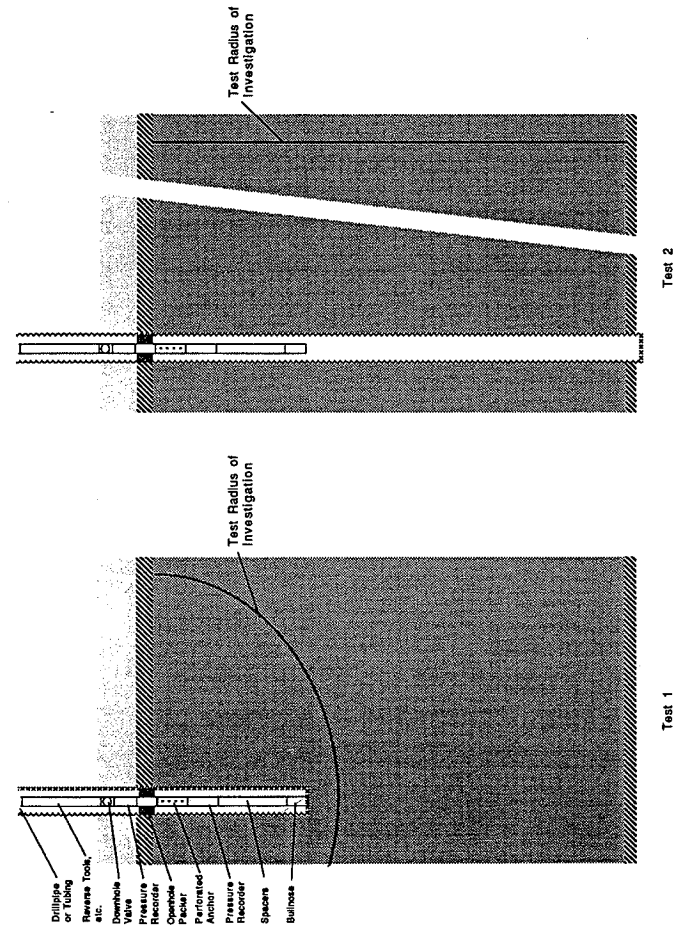 Drillpipe
or Tubing
Reverse Tools,
etc.
Downhole
Valve
Pressure
Recorder
Openhole
Packer
Perforated
Anchor
Pressure
Recorder
Spacers
Bullnose
Test Radius of
Investigation
Test 1
Test Radius of
Investigation
Test 2